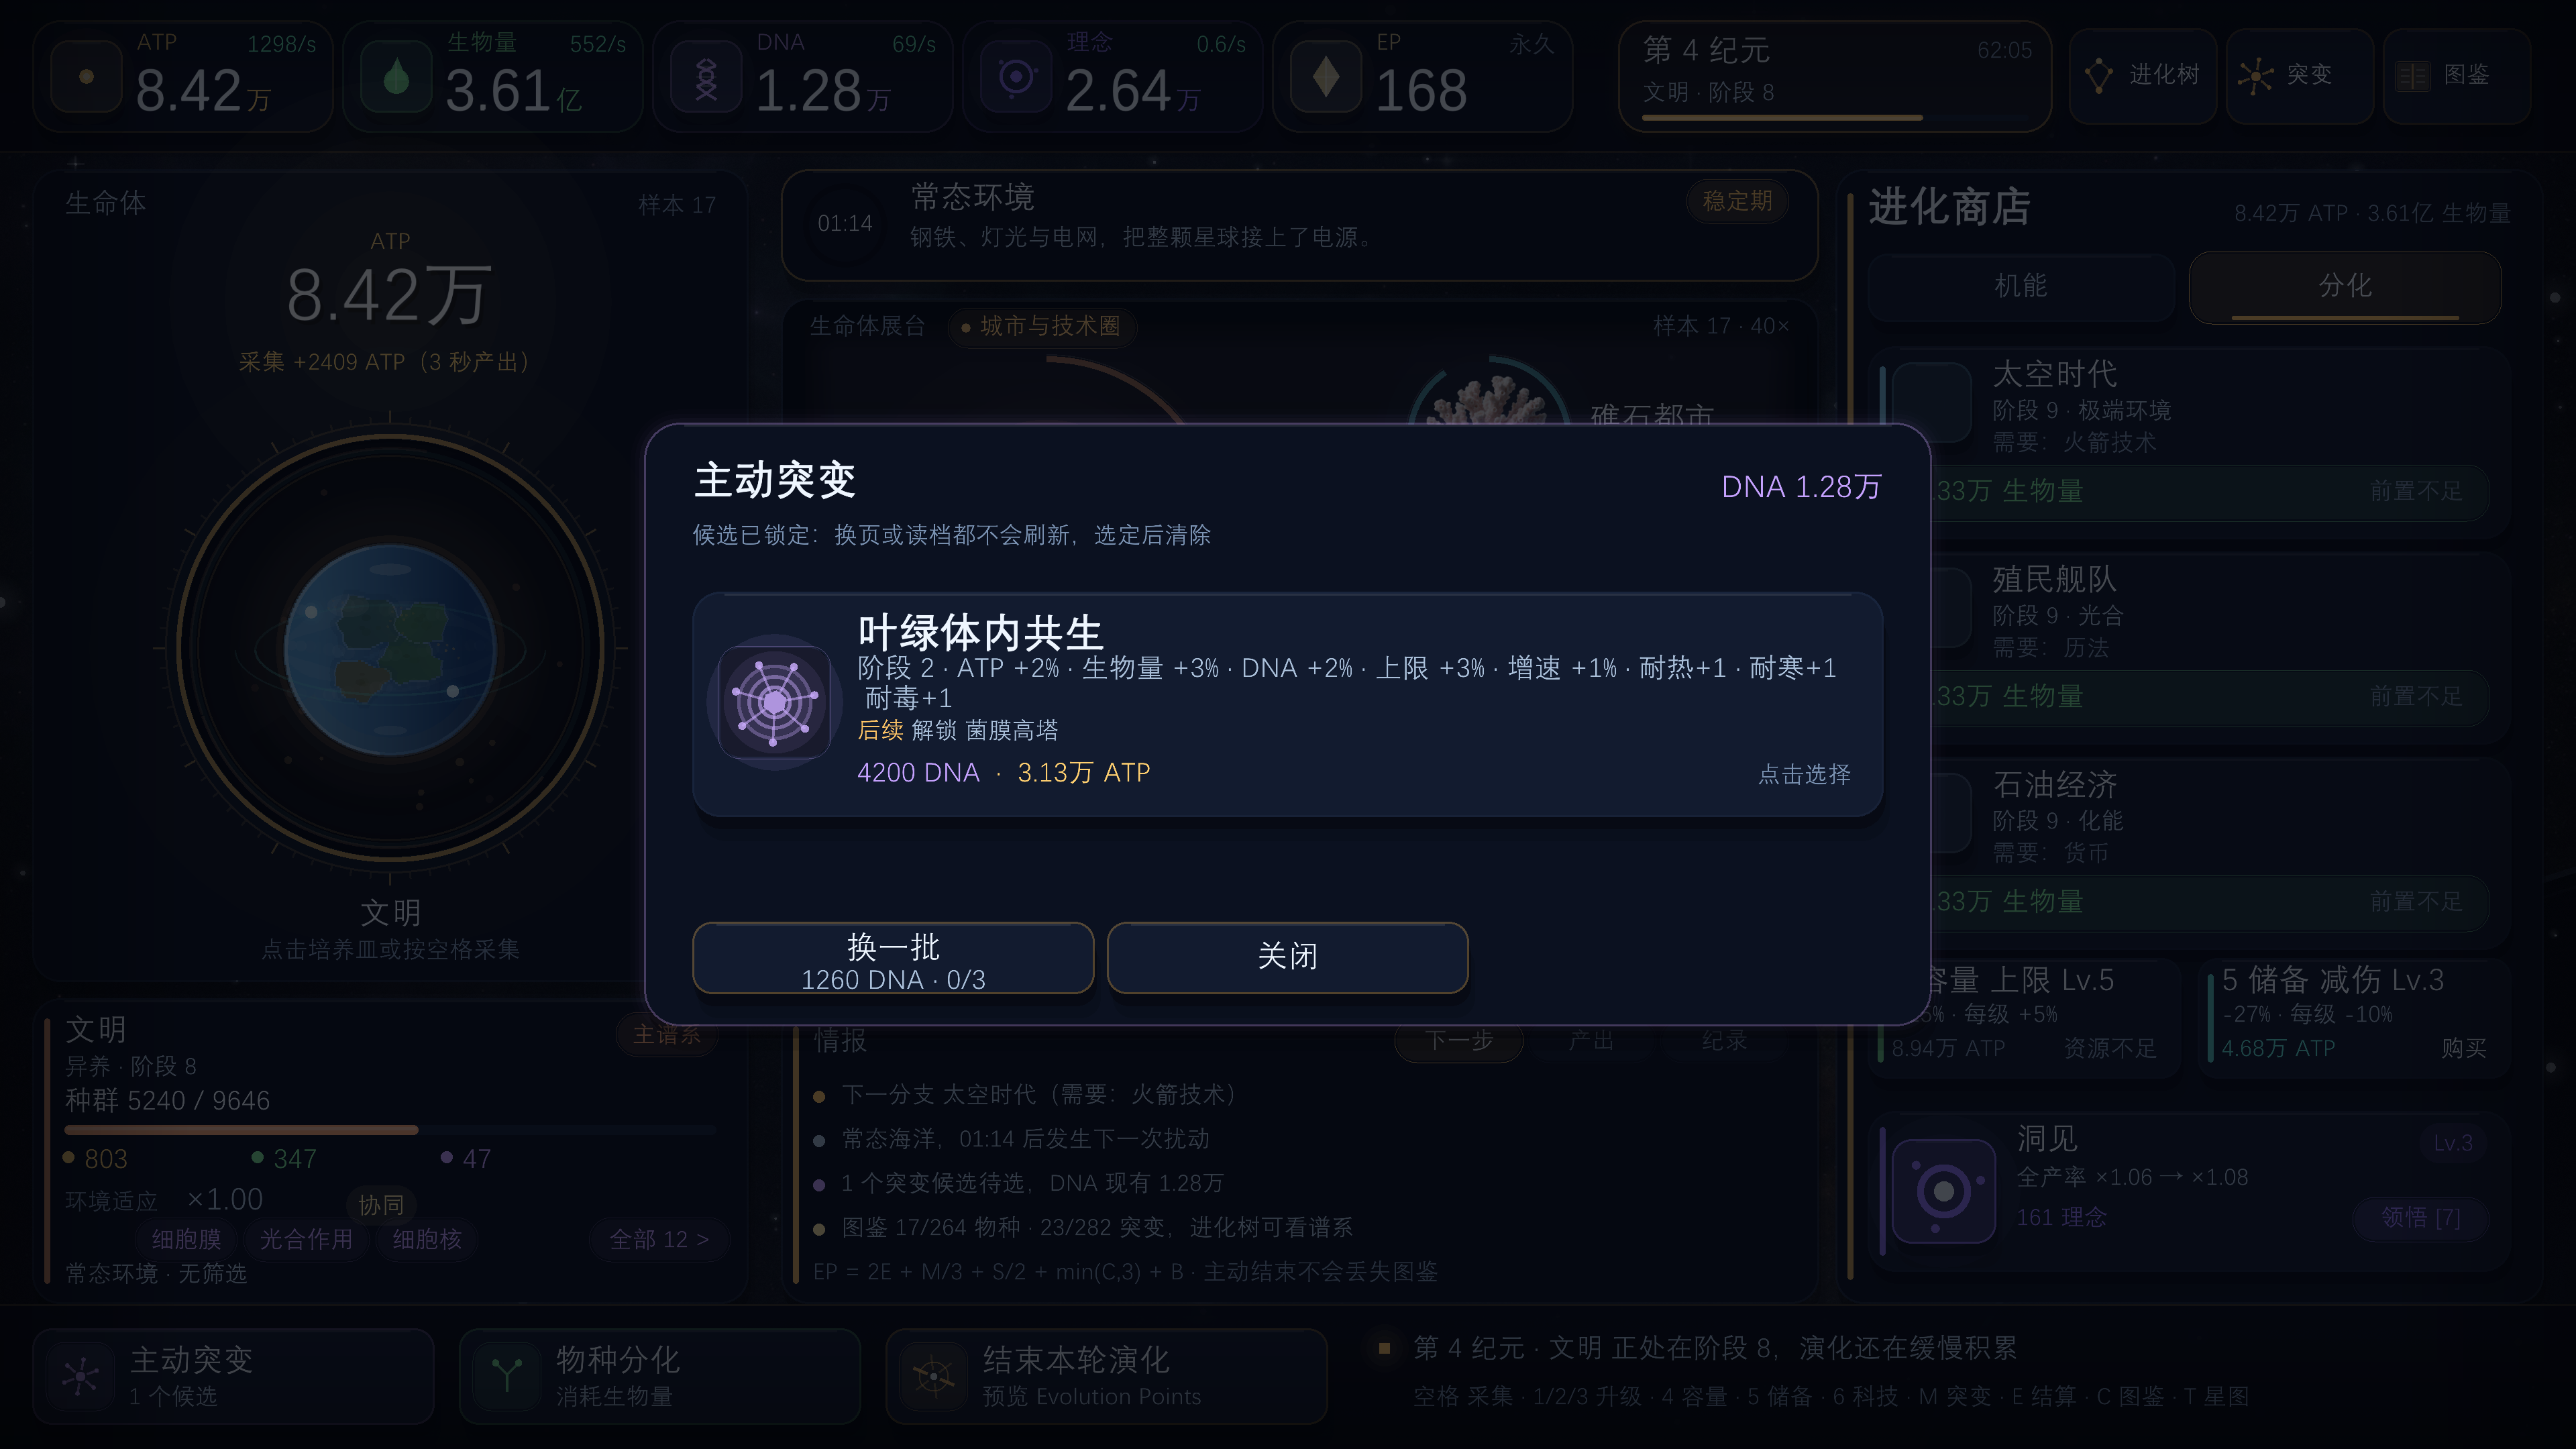 ATP 1298/s
8.42万
生物量 552/s
3.61亿
DNA 69/s
1.28万
理念 0.6/s
2.64万
EP 永久
168
第 4 纪元 62:05
文明 · 阶段 8
进化树
突变
图鉴
生命体 样本 17
ATP
8.42万
采集 +2409 ATP（3 秒产出）
文明
点击培养皿或按空格采集
01:14
常态环境 稳定期
钢铁、灯光与电网，把整颗星球接上了电源。
生命体展台 城市与技术圈 样本 17 · 40×
礁石都市
进化商店 8.42万 ATP · 3.61亿 生物量
机能 分化
太空时代
阶段 9 · 极端环境
需要：火箭技术
.33万 生物量 前置不足
殖民舰队
阶段 9 · 光合
需要：历法
.33万 生物量 前置不足
石油经济
阶段 9 · 化能
需要：货币
.33万 生物量 前置不足
主动突变 DNA 1.28万
候选已锁定：换页或读档都不会刷新，选定后清除
叶绿体内共生
阶段 2 · ATP +2% · 生物量 +3% · DNA +2% · 上限 +3% · 增速 +1% · 耐热+1 · 耐寒+1
耐毒+1
后续 解锁 菌膜高塔
4200 DNA · 3.13万 ATP 点击选择
换一批
1260 DNA · 0/3
关闭
文明 主谱系
异养 · 阶段 8
种群 5240 / 9646
803 347 47
环境适应 ×1.00 协同
细胞膜 光合作用 细胞核 全部 12 >
常态环境 · 无筛选
情报 下一步 产出 纪录
下一分支 太空时代（需要：火箭技术）
常态海洋，01:14 后发生下一次扰动
1 个突变候选待选，DNA 现有 1.28万
图鉴 17/264 物种 · 23/282 突变，进化树可看谱系
EP = 2E + M/3 + S/2 + min(C,3) + B · 主动结束不会丢失图鉴
容量 上限 Lv.5
5% · 每级 +5%
8.94万 ATP 资源不足
5 储备 减伤 Lv.3
-27% · 每级 -10%
4.68万 ATP 购买
洞见 Lv.3
全产率 ×1.06 → ×1.08
161 理念 领悟 [7]
主动突变
1 个候选
物种分化
消耗生物量
结束本轮演化
预览 Evolution Points
第 4 纪元 · 文明 正处在阶段 8，演化还在缓慢积累
空格 采集 · 1/2/3 升级 · 4 容量 · 5 储备 · 6 科技 · M 突变 · E 结算 · C 图鉴 · T 星图